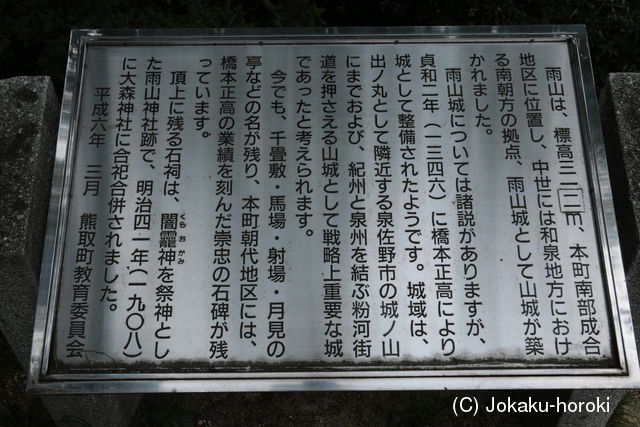 雨山は、標高三一二m、本町南部成合
地区に位置し、中世には和泉地方におけ
る南朝方の拠点、雨山城として山城が築
かれました。
雨山城については諸説がありますが、
貞和二年（一三四六）に橋本正高により
城として整備されたようです。城域は、
出ノ丸として隣近する泉佐野市の城ノ山
にまでおよび、紀州と泉州を結ぶ粉河街
道を押さえる山城として戦略上重要な城
であったと考えられます。
今でも、千畳敷・馬場・射場・月見の
亭などの名が残り、本町朝代地区には、
橋本正高の業績を刻んだ崇忠の石碑が残
っています。
頂上に残る石祠は、闇龗神を祭神とし
た雨山神社跡で、明治四一年（一九〇八）
に大森神社に合祀合併されました。
平成六年　三月　熊取町教育委員会
(C) Jokaku-horoki